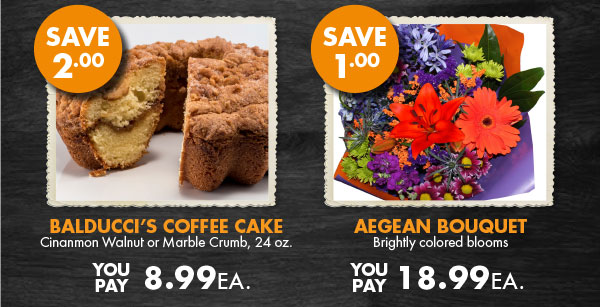 SAVE
2.00
BALDUCCI'S COFFEE CAKE
Cinanmon Walnut or Marble Crumb, 24 oz.
YOU PAY 8.99EA.
SAVE
1.00
AEGEAN BOUQUET
Brightly colored blooms
YOU PAY 18.99EA.